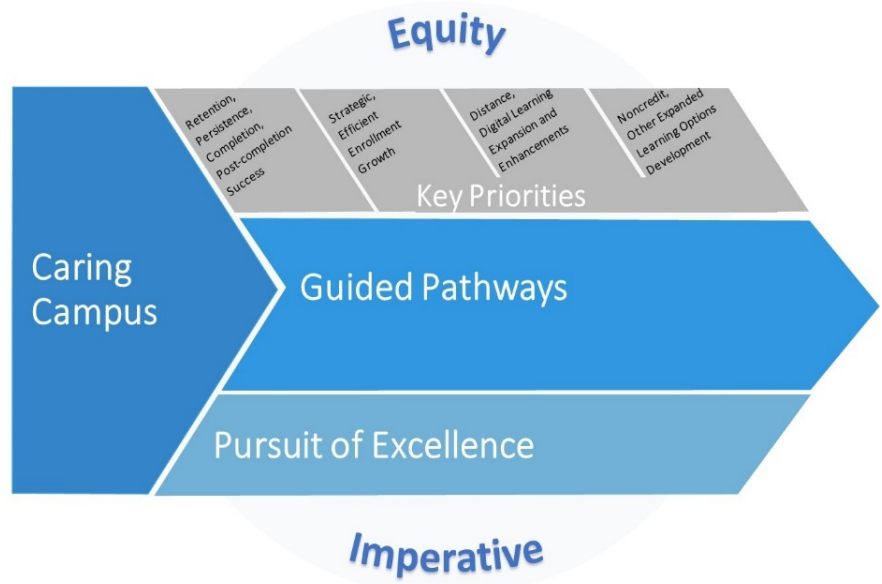 Equity
Retention,
Persistence,
Completion,
Post-completion
Success
Strategic,
Efficient
Enrollment
Growth
Distance,
Digital Learning
Expansion and
Enhancements
Noncredit,
Other Expanded
Learning Options
Development
Key Priorities
Caring
Campus
Guided Pathways
Pursuit of Excellence
Imperative